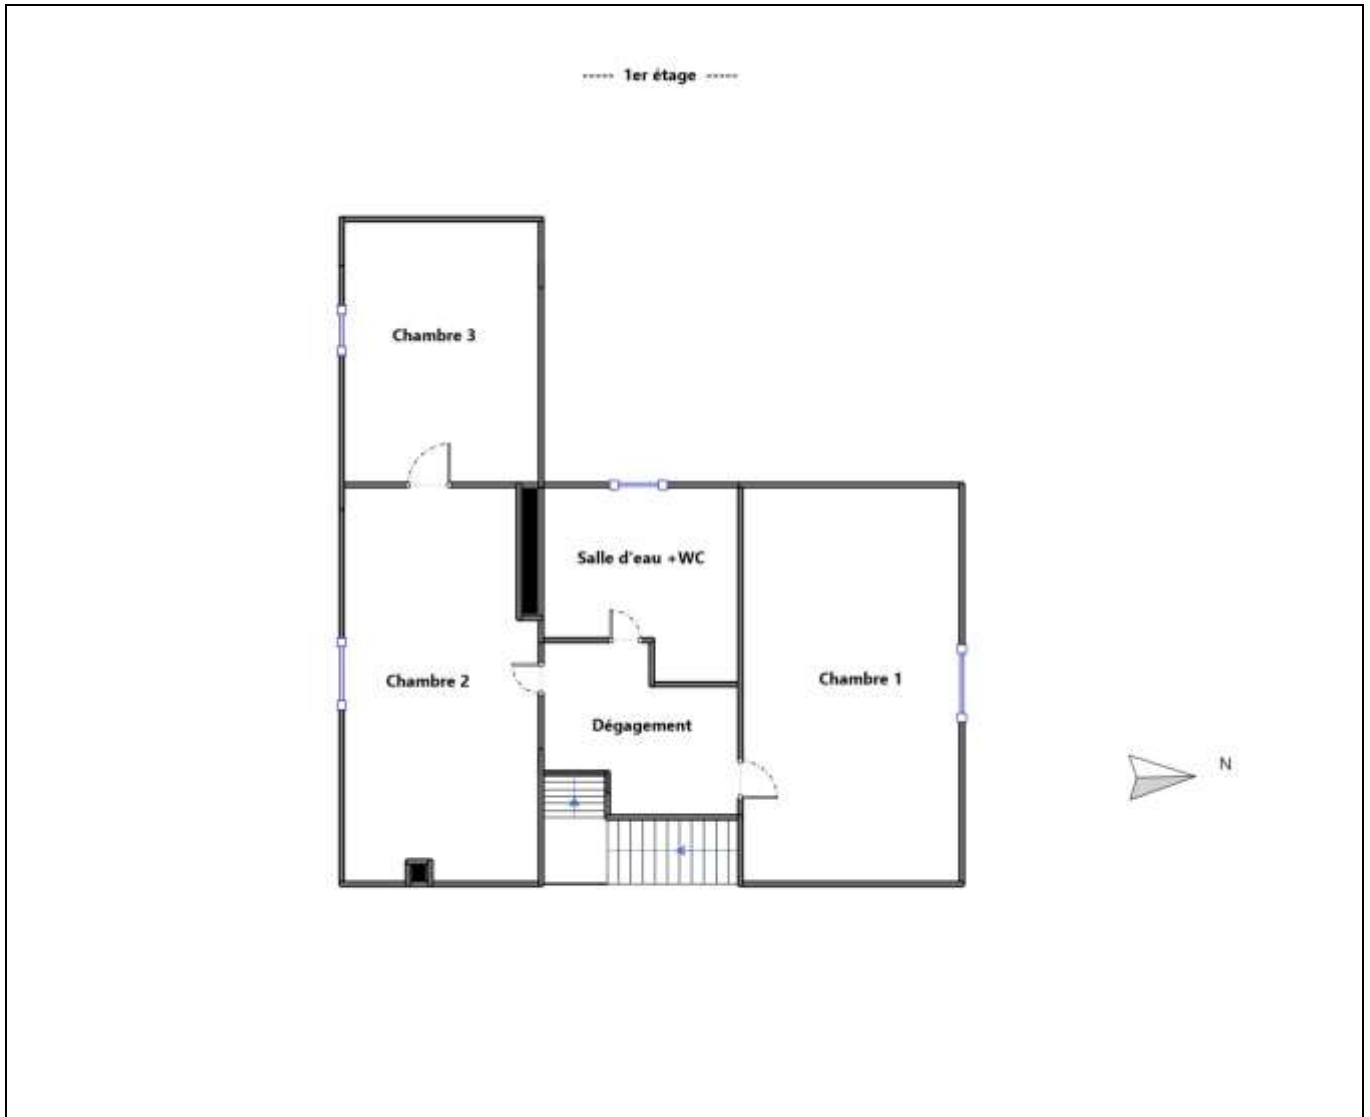 ----- 1er étage -----
Chambre 3
Salle d'eau +WC
Chambre 2
Chambre 1
Dégagement
N